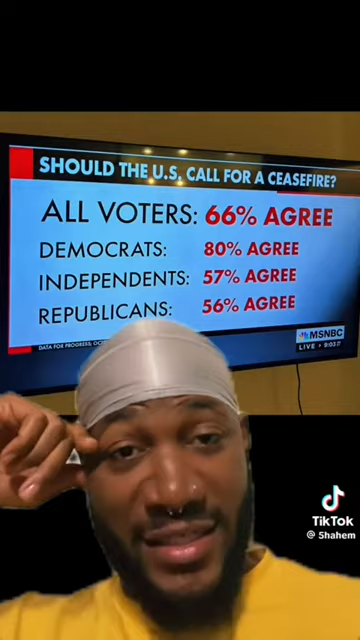 SHOULD THE U.S. CALL FOR A CEASEFIRE?
ALL VOTERS: 66% AGREE
DEMOCRATS: 80% AGREE
INDEPENDENTS: 57% AGREE
REPUBLICANS: 56% AGREE
DATA FOR PROGRESS;
MSNBC
LIVE
TikTok
@ 5hahem